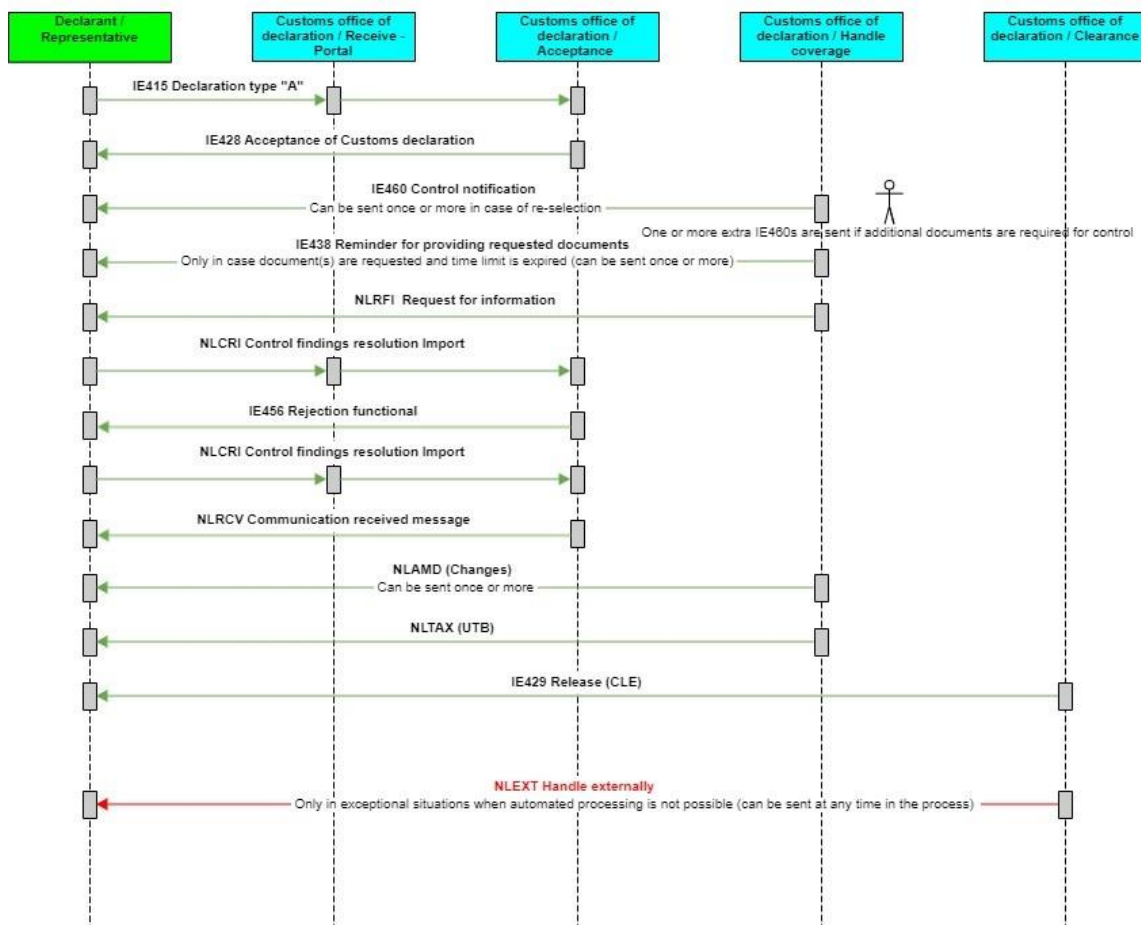 Declarant /
Representative
Customs office of
declaration / Receive -
Portal
Customs office of
declaration /
Acceptance
Customs office of
declaration / Handle
coverage
Customs office of
declaration / Clearance
IE415 Declaration type "A"
IE428 Acceptance of Customs declaration
IE460 Control notification
Can be sent once or more in case of re-selection
One or more extra IE460s are sent if additional documents are required for control
IE438 Reminder for providing requested documents
Only in case document(s) are requested and time limit is expired (can be sent once or more)
NLRFI Request for information
NLCRI Control findings resolution Import
IE456 Rejection functional
NLCRI Control findings resolution Import
NLRCV Communication received message
NLAMD (Changes)
Can be sent once or more
NLTAX (UTB)
IE429 Release (CLE)
NLEXT Handle externally
Only in exceptional situations when automated processing is not possible (can be sent at any time in the process)